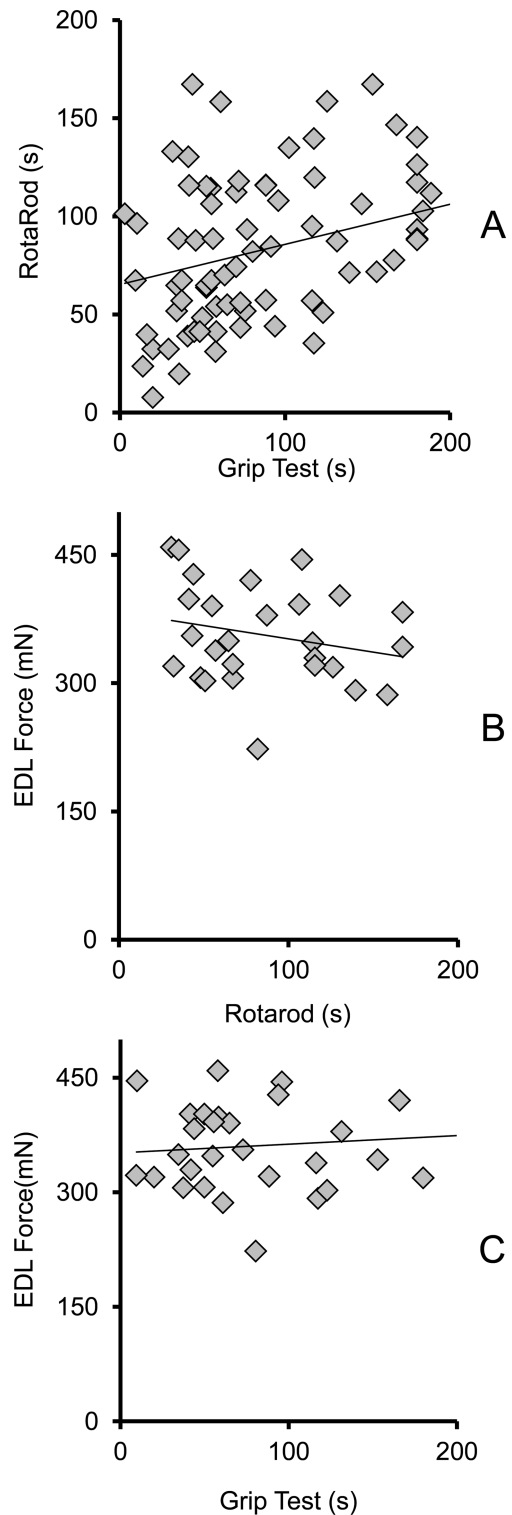 200
150
100
50
0
RotaRod (s)
A
0 100 200
Grip Test (s)
450
300
150
0
EDL Force (mN)
B
0 100 200
Rotarod (s)
450
300
150
0
EDL Force(mN)
C
0 100 200
Grip Test (s)